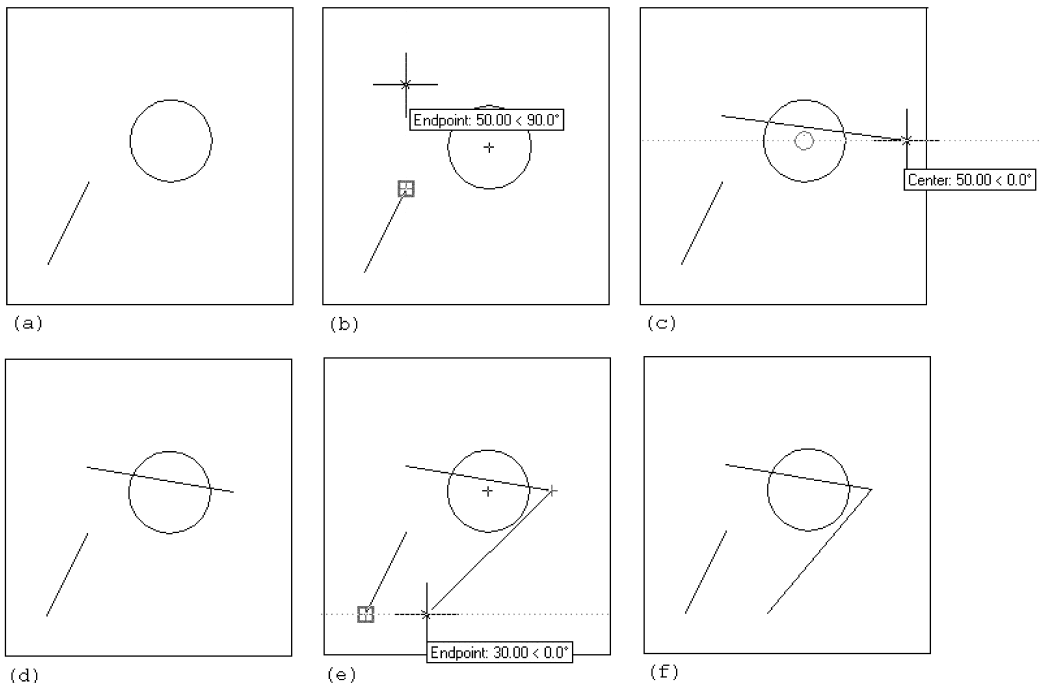 Endpoint: 50.00 < 90.0°
Center: 50.00 < 0.0°
(a)
(b)
(c)
Endpoint: 30.00 < 0.0°
(d)
(e)
(f)